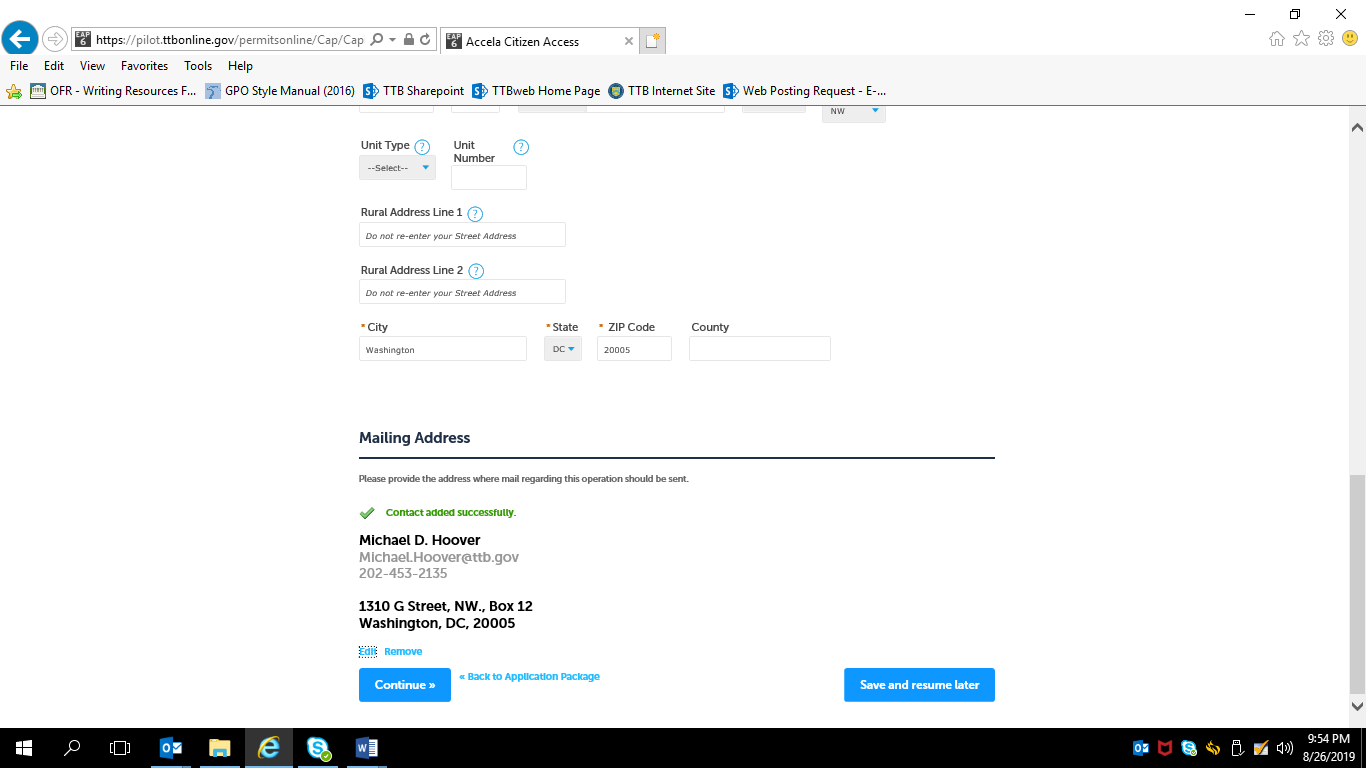 https://pilot.ttbonline.gov/permitsonline/Cap/Cap
EAP 6 Accela Citizen Access
File Edit View Favorites Tools Help
OFR - Writing Resources F... GPO Style Manual (2016) TTB Sharepoint TTBweb Home Page TTB Internet Site Web Posting Request - E-...
NW
Unit Type ? Unit Number ?
--Select--
Rural Address Line 1 ?
Do not re-enter your Street Address
Rural Address Line 2 ?
Do not re-enter your Street Address
* City * State * ZIP Code County
Washington DC 20005
Mailing Address
Please provide the address where mail regarding this operation should be sent.
Contact added successfully.
Michael D. Hoover
Michael.Hoover@ttb.gov
202-453-2135
1310 G Street, NW., Box 12
Washington, DC, 20005
Edit Remove
Continue » « Back to Application Package Save and resume later
9:54 PM
8/26/2019